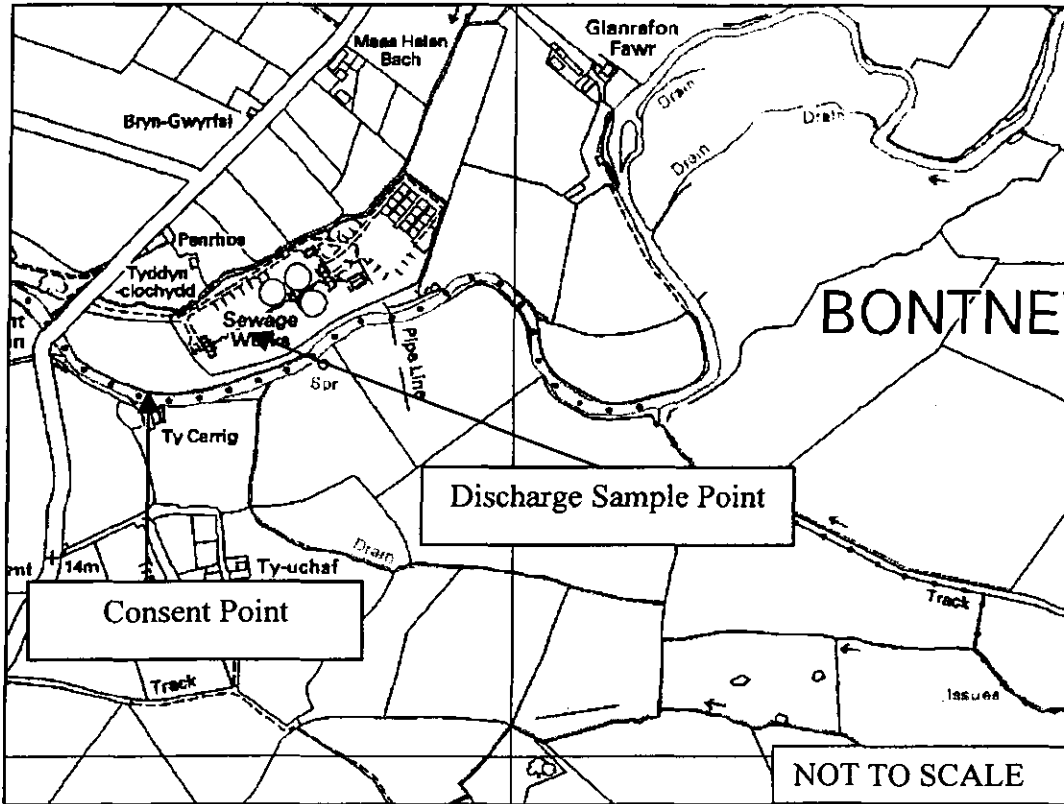 Maes Helen
Bach
Glanrafon
Fawr
Drain
Drain
Bryn-Gwyrfai
Drain
Penrhos
Tyddyn
-clochydd
BONTNE
Sewage
Works
Pipe Line
Spr
Ty Carrig
Discharge Sample Point
Drain
14m
Ty-uchaf
Consent Point
Track
Track
Issues
NOT TO SCALE